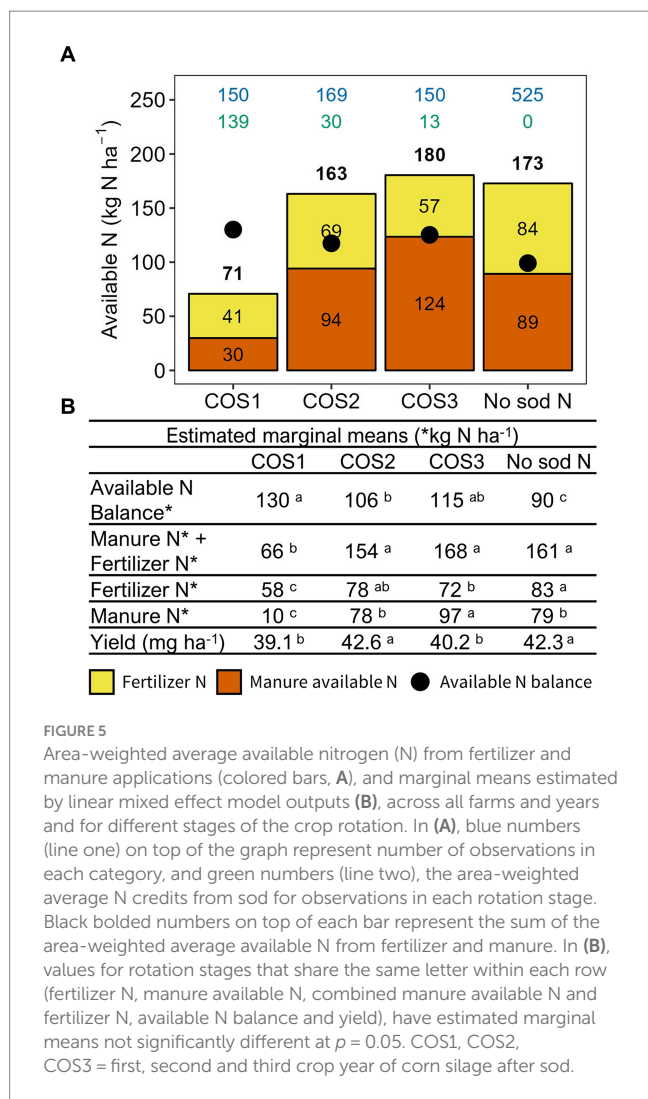 A
150 169 150 525
139 30 13 0
250
200
150
100
50
0
Available N (kg N ha⁻¹)
71
163
180
173
41
69
57
84
30
94
124
89
COS1 COS2 COS3 No sod N
B
Estimated marginal means (*kg N ha⁻¹)
COS1 COS2 COS3 No sod N
Available N
Balance* 130 ᵃ 106 ᵇ 115 ᵃᵇ 90 ᶜ
Manure N* +
Fertilizer N* 66 ᵇ 154 ᵃ 168 ᵃ 161 ᵃ
Fertilizer N* 58 ᶜ 78 ᵃᵇ 72 ᵇ 83 ᵃ
Manure N* 10 ᶜ 78 ᵇ 97 ᵃ 79 ᵇ
Yield (mg ha⁻¹) 39.1 ᵇ 42.6 ᵃ 40.2 ᵇ 42.3 ᵃ
Fertilizer N Manure available N Available N balance
FIGURE 5
Area-weighted average available nitrogen (N) from fertilizer and
manure applications (colored bars, A), and marginal means estimated
by linear mixed effect model outputs (B), across all farms and years
and for different stages of the crop rotation. In (A), blue numbers
(line one) on top of the graph represent number of observations in
each category, and green numbers (line two), the area-weighted
average N credits from sod for observations in each rotation stage.
Black bolded numbers on top of each bar represent the sum of the
area-weighted average available N from fertilizer and manure. In (B),
values for rotation stages that share the same letter within each row
(fertilizer N, manure available N, combined manure available N and
fertilizer N, available N balance and yield), have estimated marginal
means not significantly different at p = 0.05. COS1, COS2,
COS3 = first, second and third crop year of corn silage after sod.